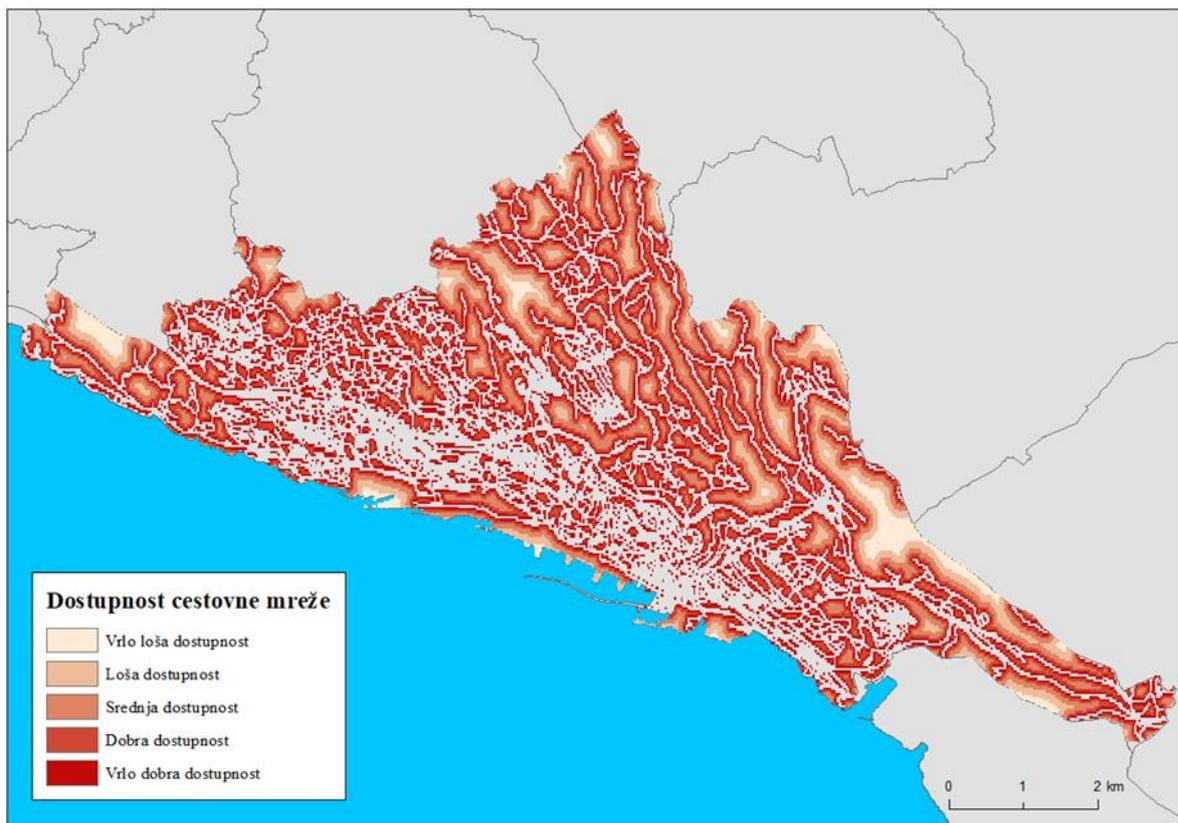 Dostupnost cestovne mreže
Vrlo loša dostupnost
Loša dostupnost
Srednja dostupnost
Dobra dostupnost
Vrlo dobra dostupnost
0 1 2 km